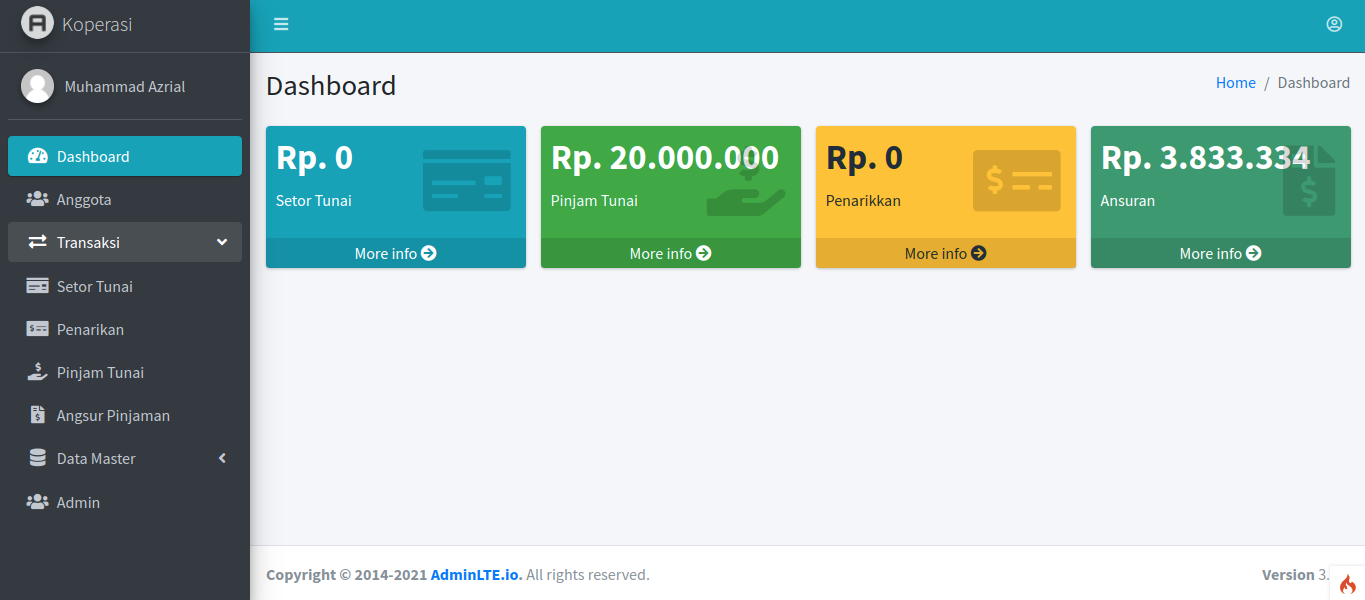 Koperasi
Muhammad Azrial
Dashboard
Anggota
Transaksi
Setor Tunai
Penarikan
Pinjam Tunai
Angsur Pinjaman
Data Master
Admin
Dashboard
Home / Dashboard
Rp. 0
Setor Tunai
More info
Rp. 20.000.000
Pinjam Tunai
More info
Rp. 0
Penarikkan
More info
Rp. 3.833.334
Ansuran
More info
Copyright © 2014-2021 AdminLTE.io. All rights reserved.
Version 3.